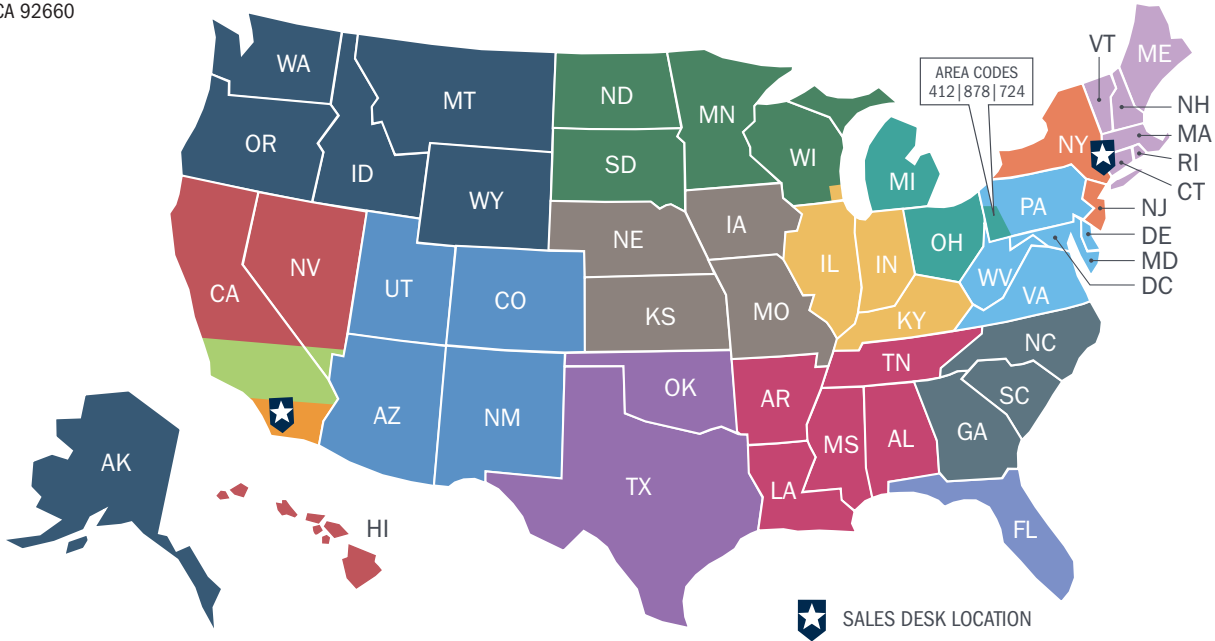 CA 92660
VT
ME
WA
AREA CODES
412|878|724
MT
ND
MN
NH
OR
NY
MA
WI
ID
SD
MI
RI
CT
WY
PA
NJ
IA
NE
OH
DE
IL
IN
MD
NV
WV
DC
CA
UT
CO
VA
KS
MO
KY
NC
TN
OK
AR
SC
AZ
NM
GA
MS
AL
AK
TX
LA
HI
FL
SALES DESK LOCATION